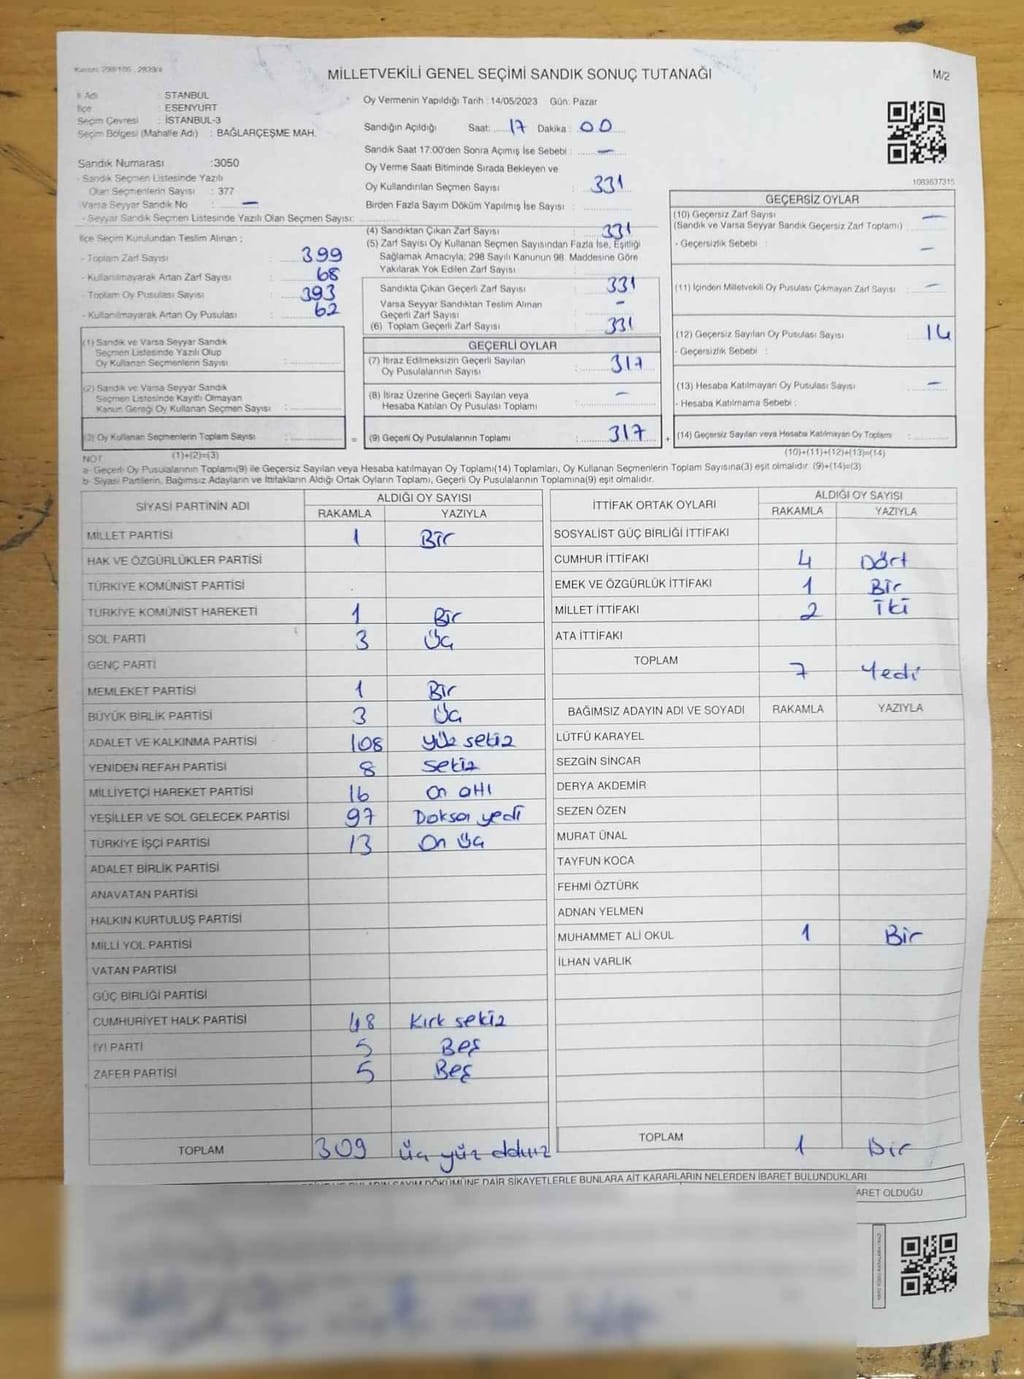 MİLLETVEKİLİ GENEL SEÇİMİ SANDIK SONUÇ TUTANAĞI
M/2
İl Adı : STANBUL
İlçe : ESENYURT
Seçim Çevresi : İSTANBUL-3
Seçim Bölgesi (Mahalle Adı) : BAĞLARÇEŞME MAH.
Sandık Numarası :3050
- Sandık Seçmen Listesinde Yazılı
Olan Seçmenlerin Sayısı : 377
Varsa Seyyar Sandık No : —
- Seyyar Sandık Seçmen Listesinde Yazılı Olan Seçmen Sayısı:
İlçe Seçim Kurulundan Teslim Alınan ;
- Toplam Zarf Sayısı : 399
- Kullanılmayarak Artan Zarf Sayısı : 68
- Toplam Oy Pusulası Sayısı : 393
- Kullanılmayarak Artan Oy Pusulası : 62
(1) Sandık ve Varsa Seyyar Sandık
Seçmen Listesinde Yazılı Olup
Oy Kullanan Seçmenlerin Sayısı :
(2) Sandık ve Varsa Seyyar Sandık
Seçmen Listesinde Kayıtlı Olmayan
Kanun Gereği Oy Kullanan Seçmen Sayısı :
(3) Oy Kullanan Seçmenlerin Toplam Sayısı :
Oy Vermenin Yapıldığı Tarih : 14/05/2023 Gün: Pazar
Sandığın Açıldığı Saat: 17 Dakika : 00
Sandık Saat 17:00'den Sonra Açılmış İse Sebebi : —
Oy Verme Saati Bitiminde Sırada Bekleyen ve
Oy Kullandırılan Seçmen Sayısı : 331
Birden Fazla Sayım Döküm Yapılmış İse Sayısı :
(4) Sandıktan Çıkan Zarf Sayısı : 331
(5) Zarf Sayısı Oy Kullanan Seçmen Sayısından Fazla İse, Eşitliği
Sağlamak Amacıyla; 298 Sayılı Kanunun 98. Maddesine Göre
Yakılarak Yok Edilen Zarf Sayısı :
Sandıkta Çıkan Geçerli Zarf Sayısı : 331
Varsa Seyyar Sandıktan Teslim Alınan
Geçerli Zarf Sayısı : —
(6) Toplam Geçerli Zarf Sayısı : 331
GEÇERLİ OYLAR
(7) İtiraz Edilmeksizin Geçerli Sayılan
Oy Pusulalarının Sayısı : 317
(8) İtiraz Üzerine Geçerli Sayılan veya
Hesaba Katılan Oy Pusulası Toplamı : —
= (9) Geçerli Oy Pusulalarının Toplamı : 317 +
1083637315
GEÇERSİZ OYLAR
(10) Geçersiz Zarf Sayısı : —
(Sandık ve Varsa Seyyar Sandık Geçersiz Zarf Toplamı)
- Geçersizlik Sebebi : —
(11) İçinden Milletvekili Oy Pusulası Çıkmayan Zarf Sayısı : —
(12) Geçersiz Sayılan Oy Pusulası Sayısı : 14
- Geçersizlik Sebebi :
(13) Hesaba Katılmayan Oy Pusulası Sayısı : —
- Hesaba Katılmama Sebebi :
(14) Geçersiz Sayılan veya Hesaba Katılmayan Oy Toplamı :
NOT (1)+(2)=(3) (10)+(11)+(12)+(13)=(14)
a- Geçerli Oy Pusulalarının Toplamı(9) ile Geçersiz Sayılan veya Hesaba katılmayan Oy Toplamı(14) Toplamları, Oy Kullanan Seçmenlerin Toplam Sayısına(3) eşit olmalıdır. (9)+(14)=(3)
b- Siyasi Partilerin, Bağımsız Adayların ve İttifakların Aldığı Ortak Oyların Toplamı, Geçerli Oy Pusulalarının Toplamına(9) eşit olmalıdır.
SİYASİ PARTİNİN ADI ALDIĞI OY SAYISI
RAKAMLA YAZIYLA
MİLLET PARTİSİ 1 Bir
HAK VE ÖZGÜRLÜKLER PARTİSİ
TÜRKİYE KOMÜNİST PARTİSİ
TÜRKİYE KOMÜNİST HAREKETİ 1 Bir
SOL PARTİ 3 Üç
GENÇ PARTİ
MEMLEKET PARTİSİ 1 Bir
BÜYÜK BİRLİK PARTİSİ 3 Üç
ADALET VE KALKINMA PARTİSİ 108 yüz sekiz
YENİDEN REFAH PARTİSİ 8 sekiz
MİLLİYETÇİ HAREKET PARTİSİ 16 on altı
YEŞİLLER VE SOL GELECEK PARTİSİ 97 Doksan yedi
TÜRKİYE İŞÇİ PARTİSİ 13 On üç
ADALET BİRLİK PARTİSİ
ANAVATAN PARTİSİ
HALKIN KURTULUŞ PARTİSİ
MİLLİ YOL PARTİSİ
VATAN PARTİSİ
GÜÇ BİRLİĞİ PARTİSİ
CUMHURİYET HALK PARTİSİ 48 Kırk sekiz
İYİ PARTİ 5 Beş
ZAFER PARTİSİ 5 Beş
TOPLAM 309 üç yüz
İTTİFAK ORTAK OYLARI ALDIĞI OY SAYISI
RAKAMLA YAZIYLA
SOSYALİST GÜÇ BİRLİĞİ İTTİFAKI
CUMHUR İTTİFAKI 4 Dört
EMEK VE ÖZGÜRLÜK İTTİFAKI 1 Bir
MİLLET İTTİFAKI 2 İki
ATA İTTİFAKI
TOPLAM 7 Yedi
BAĞIMSIZ ADAYIN ADI VE SOYADI RAKAMLA YAZIYLA
LÜTFÜ KARAYEL
SEZGİN SİNCAR
DERYA AKDEMİR
SEZEN ÖZEN
MURAT ÜNAL
TAYFUN KOCA
FEHMİ ÖZTÜRK
ADNAN YELMEN
MUHAMMET ALİ OKUL 1 Bir
İLHAN VARLIK
TOPLAM 1 Bir
DAİR ŞİKAYETLERLE BUNLARA AİT KARARLARIN NELERDEN İBARET BULUNDUKLARI
ARET OLDUĞU